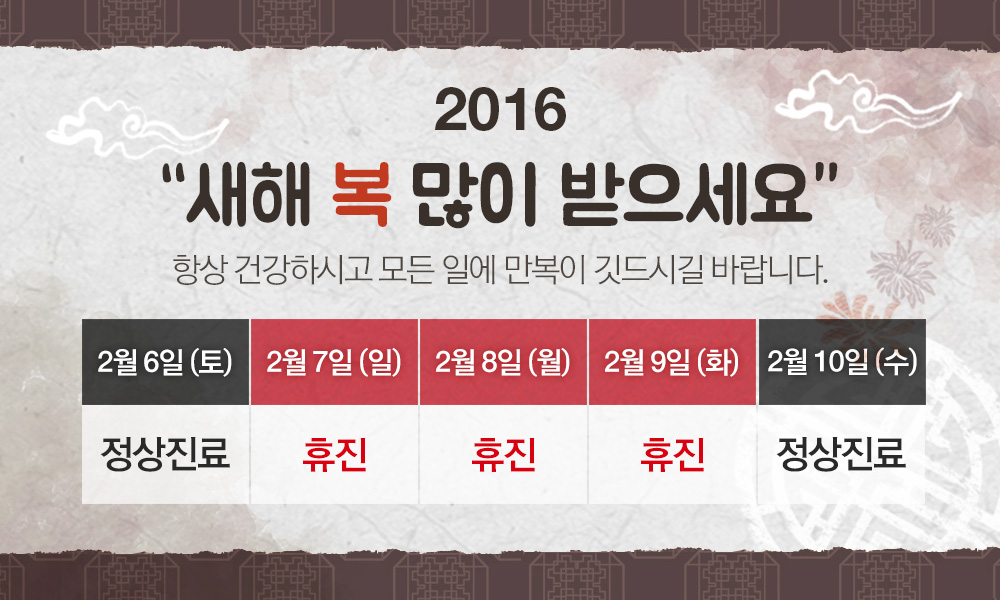 2016
“새해 복 많이 받으세요”
항상 건강하시고 모든 일에 만복이 깃드시길 바랍니다.
2월 6일 (토) 2월 7일 (일) 2월 8일 (월) 2월 9일 (화) 2월 10일 (수)
정상진료 휴진 휴진 휴진 정상진료